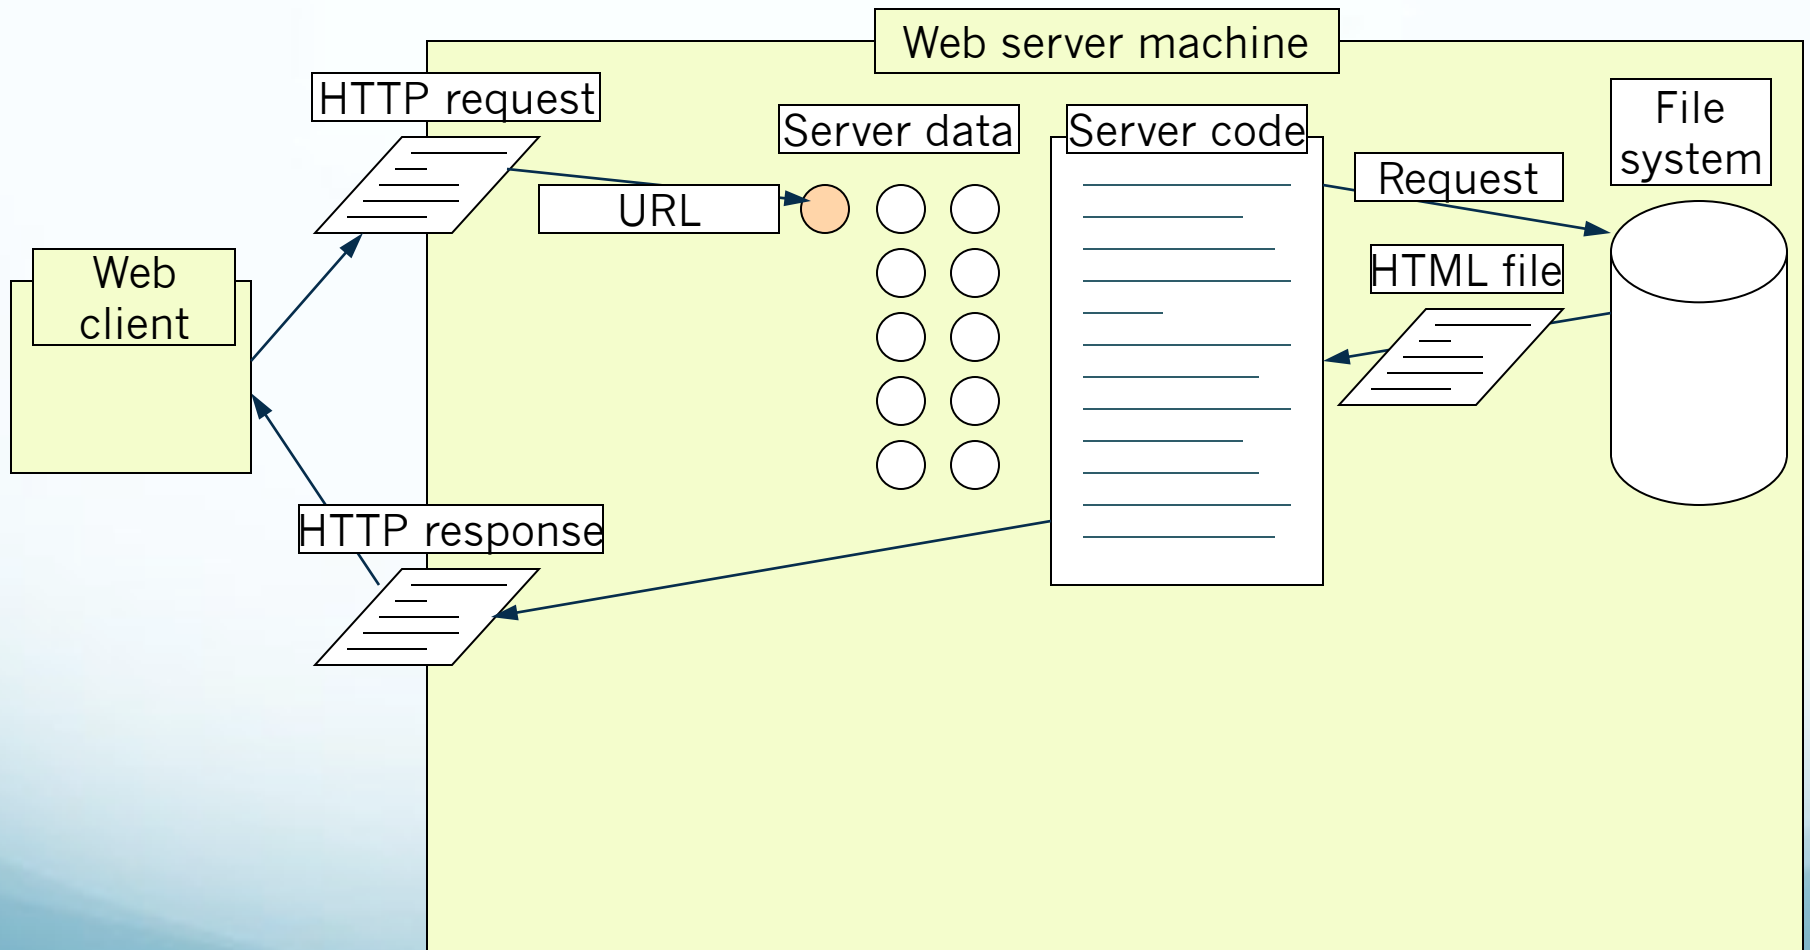 Web server machine
HTTP request
Server data
Server code
File
system
Request
URL
HTML file
Web
client
HTTP response